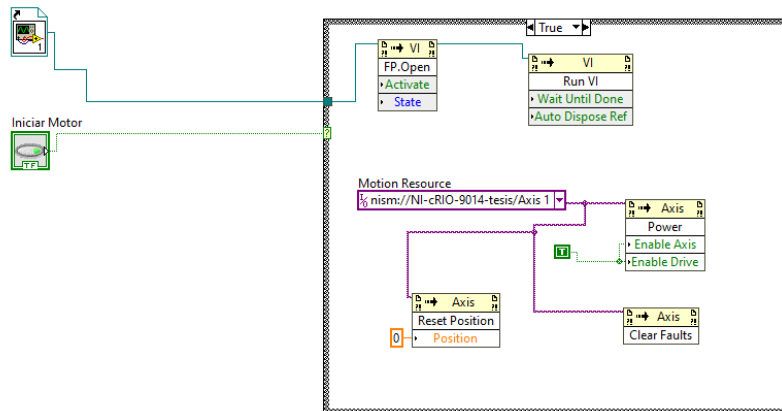 1
True
VI
FP.Open
Activate
State
VI
Run VI
Wait Until Done
Auto Dispose Ref
Iniciar Motor
TF
?
Motion Resource
I/O nism://NI-cRIO-9014-tesis/Axis 1
Axis
Power
Enable Axis
Enable Drive
T
Axis
Reset Position
Position
0
Axis
Clear Faults